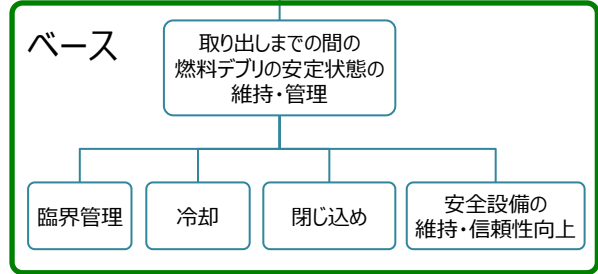 ベース
取り出しまでの間の
燃料デブリの安定状態の
維持・管理
臨界管理
冷却
閉じ込め
安全設備の
維持・信頼性向上